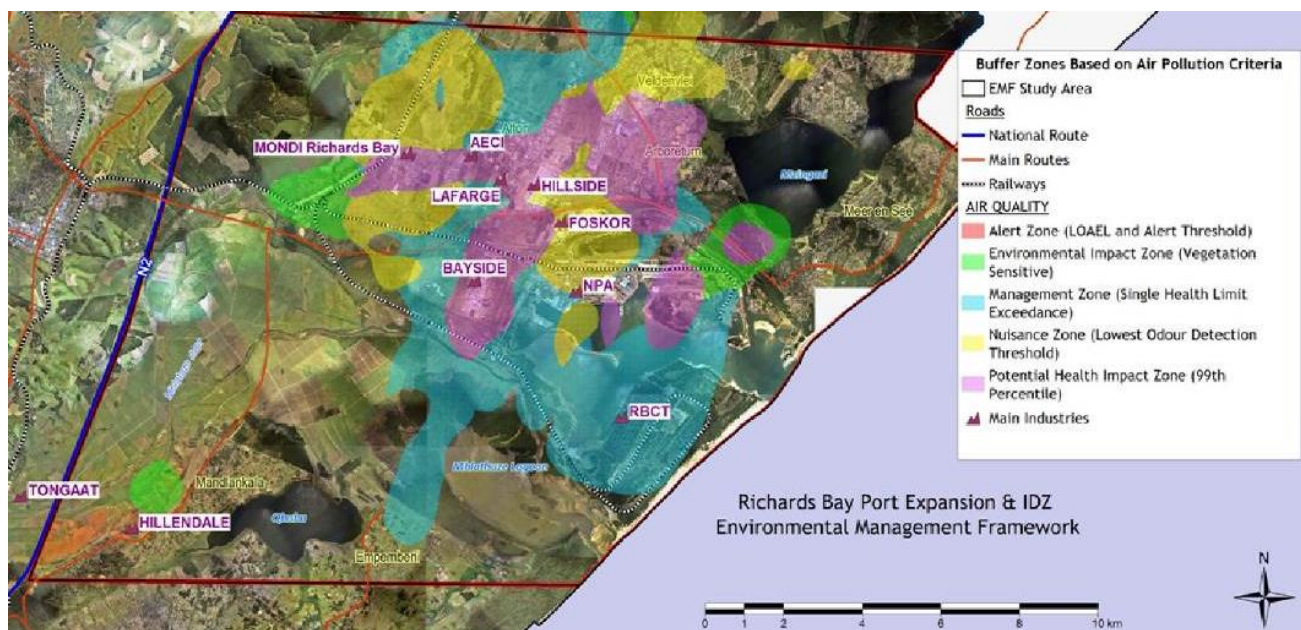 Veldenvlei
Alton
AECI
MONDI Richards Bay
Arboretum
LAFARGE
HILLSIDE
Meer en See
FOSKOR
BAYSIDE
N2
NPA
RBCT
Mhlathuze Lagoon
Mandlankala
TONGAAT
HILLENDALE
Empembeni
Buffer Zones Based on Air Pollution Criteria
EMF Study Area
Roads
National Route
Main Routes
Railways
AIR QUALITY
Alert Zone (LOAEL and Alert Threshold)
Environmental Impact Zone (Vegetation
Sensitive)
Management Zone (Single Health Limit
Exceedance)
Nuisance Zone (Lowest Odour Detection
Threshold)
Potential Health Impact Zone (99th
Percentile)
Main Industries
Richards Bay Port Expansion & IDZ
Environmental Management Framework
N
0 1 2 4 6 8 10 km